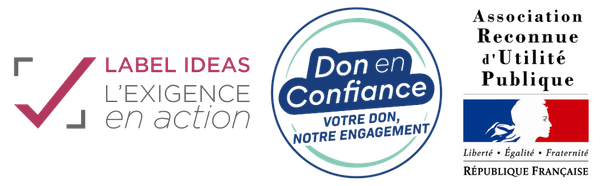 LABEL IDEAS
L'EXIGENCE
en action
Don en
Confiance
VOTRE DON,
NOTRE ENGAGEMENT
Association
Reconnue
d'Utilité
Publique
Liberté • Égalité • Fraternité
RÉPUBLIQUE FRANÇAISE